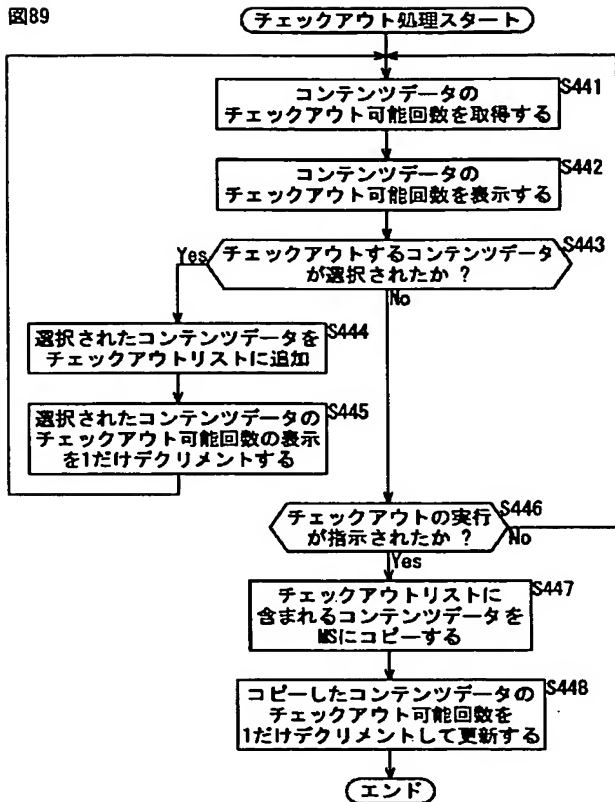 図89
チェックアウト処理スタート
S441
コンテンツデータの
チェックアウト可能回数を取得する
S442
コンテンツデータの
チェックアウト可能回数を表示する
S443
チェックアウトするコンテンツデータ
が選択されたか ?
Yes
No
S444
選択されたコンテンツデータを
チェックアウトリストに追加
S445
選択されたコンテンツデータの
チェックアウト可能回数の表示
を1だけデクリメントする
S446
チェックアウトの実行
が指示されたか ?
No
Yes
S447
チェックアウトリストに
含まれるコンテンツデータを
MSにコピーする
S448
コピーしたコンテンツデータの
チェックアウト可能回数を
1だけデクリメントして更新する
エンド